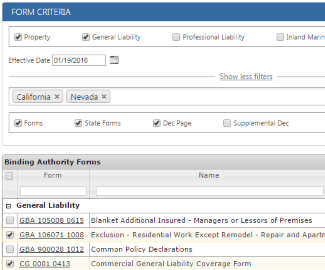 FORM CRITERIA
Property General Liability Professional Liability Inland Marin
Effective Date 01/19/2016
Show less filters
California × Nevada ×
Forms State Forms Dec Page Supplemental Dec
Binding Authority Forms
Form Name
General Liability
GBA 105008 0615 Blanket Additional Insured - Managers or Lessors of Premises
GBA 106071 1008 Exclusion - Residential Work Except Remodel - Repair and Apartm
GBA 900028 1012 Common Policy Declarations
CG 0001 0413 Commercial General Liability Coverage Form